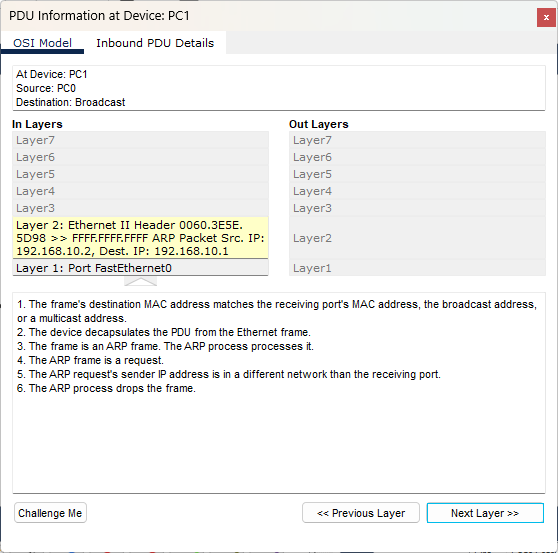 PDU Information at Device: PC1
x
OSI Model
Inbound PDU Details
At Device: PC1
Source: PC0
Destination: Broadcast
In Layers
Layer7
Layer6
Layer5
Layer4
Layer3
Layer 2: Ethernet II Header 0060.3E5E.
5D98 >> FFFF.FFFF.FFFF ARP Packet Src. IP:
192.168.10.2, Dest. IP: 192.168.10.1
Layer 1: Port FastEthernet0
Out Layers
Layer7
Layer6
Layer5
Layer4
Layer3
Layer2
Layer1
1. The frame's destination MAC address matches the receiving port's MAC address, the broadcast address,
or a multicast address.
2. The device decapsulates the PDU from the Ethernet frame.
3. The frame is an ARP frame. The ARP process processes it.
4. The ARP frame is a request.
5. The ARP request's sender IP address is in a different network than the receiving port.
6. The ARP process drops the frame.
Challenge Me
<< Previous Layer
Next Layer >>